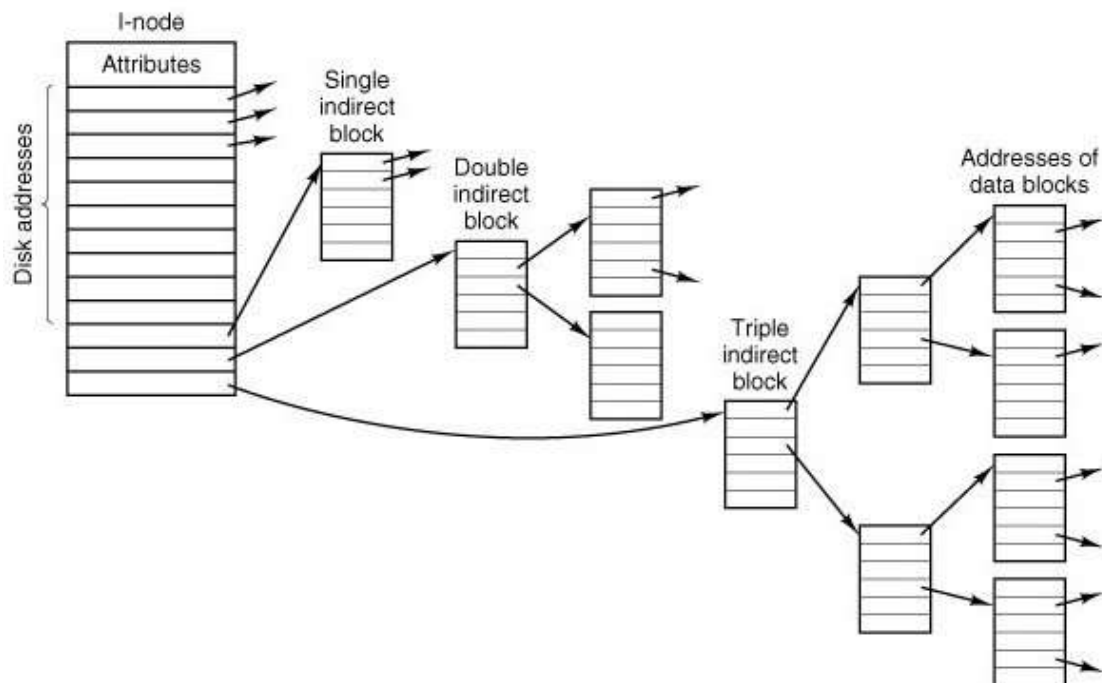 I-node
Attributes
Disk addresses
Single
indirect
block
Double
indirect
block
Triple
indirect
block
Addresses of
data blocks